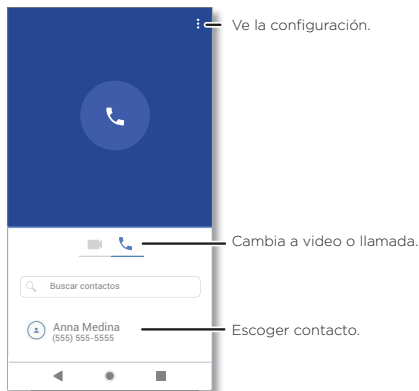 Ve la configuración.
Cambia a video o llamada.
Buscar contactos
Anna Medina
(555) 555-5555
Escoger contacto.